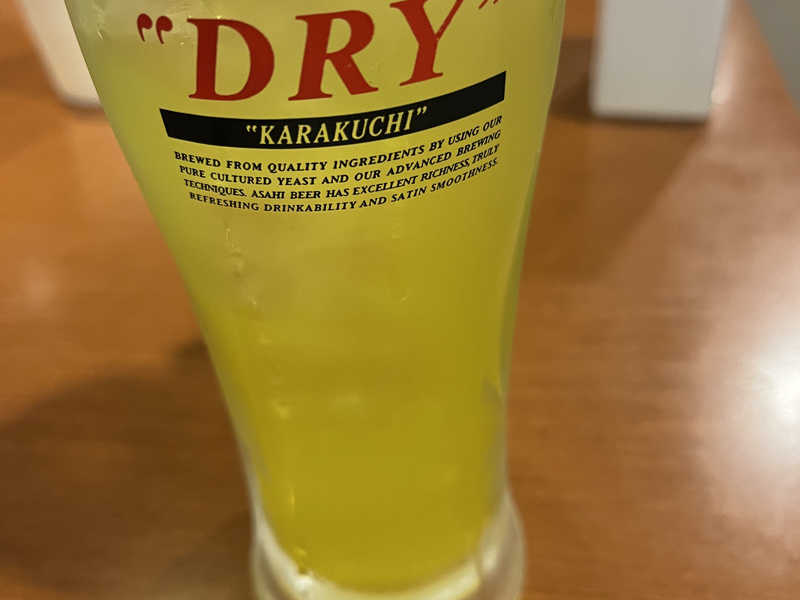 "DRY"
"KARAKUCHI"
BREWED FROM QUALITY INGREDIENTS BY USING OUR
PURE CULTURED YEAST AND OUR ADVANCED BREWING
TECHNIQUES. ASAHI BEER HAS EXCELLENT RICHNESS, TRULY
REFRESHING DRINKABILITY AND SATIN SMOOTHNESS.